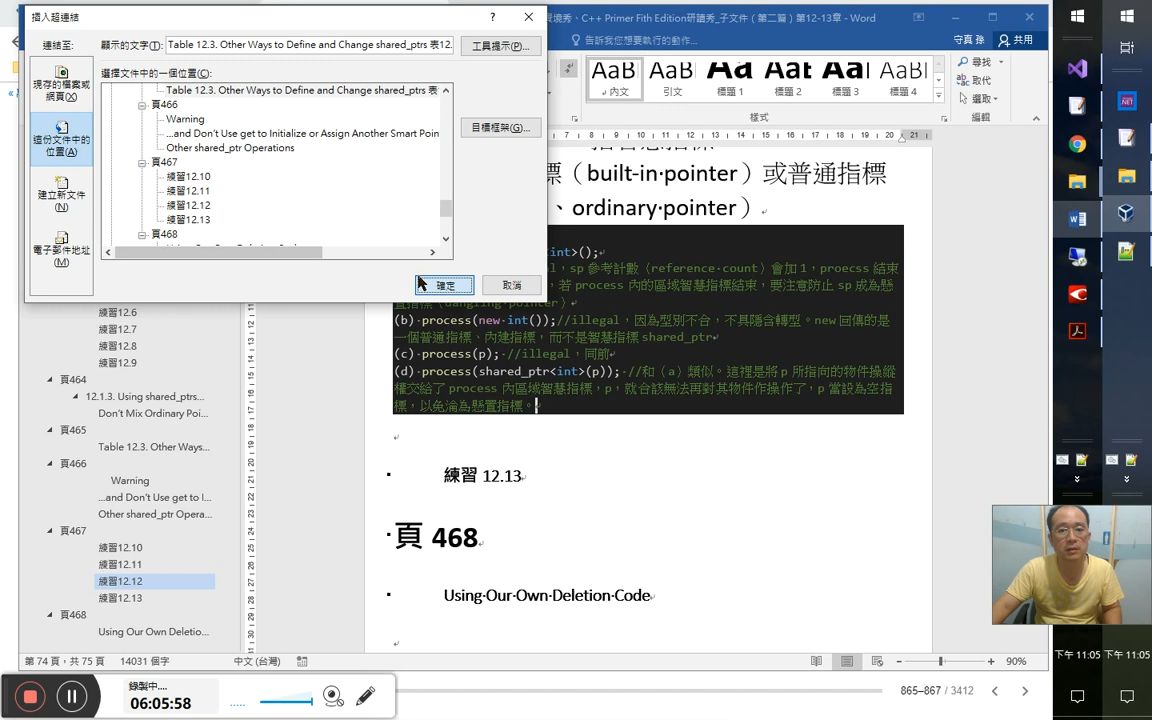 插入超連結
?
境秀、C++ Primer Fith Edition研讀秀_子文件（第二篇）第12-13章 - Word
連結至:
顯示的文字(T):
Table 12.3. Other Ways to Define and Change shared_ptrs 表12.
工具提示(P)...
告訴我您想要執行的動作...
守真 孫
共用
選擇文件中的一個位置(C):
現存的檔案或
網頁(X)
這份文件中的
位置(A)
建立新文件
(N)
電子郵件地址
(M)
Table 12.3. Other Ways to Define and Change shared_ptrs 表
頁466
Warning
...and Don't Use get to Initialize or Assign Another Smart Poin
Other shared_ptr Operations
頁467
練習12.10
練習12.11
練習12.12
練習12.13
頁468
目標框架(G)...
確定
取消
AaB AaB Aa Aat Aal AaBl
內文 引文 標題 1 標題 2 標題 3 標題 4
樣式
尋找
取代
選取
編輯
7 8 9 10 11 12 13 14 15 16 17 18 19 20 21
標（built-in·pointer）或普通指標
、ordinary·pointer）
int>();
l, sp 參考計數（reference·count）會加 1, proecss 結束
, 若 process 內的區域智慧指標結束，要注意防止 sp 成為懸
置指標（dangling·pointer）
(b)·process(new·int());//illegal，因為型別不合，不具隱含轉型。new 回傳的是
一個普通指標、內建指標，而不是智慧指標 shared_ptr
(c)·process(p);·//illegal，同前
(d)·process(shared_ptr<int>(p));·//和（a）類似。這裡是將 p 所指向的物件操縱
權交給了 process 內區域智慧指標，p，就合該無法再對其物件作操作了，p 當設為空指
標，以免淪為懸置指標。
練習 12.13
頁 468
Using·Our·Own·Deletion·Code
練習12.6
練習12.7
練習12.8
練習12.9
頁464
12.1.3. Using shared_ptrs...
Don't Mix Ordinary Poi...
頁465
Table 12.3. Other Ways...
頁466
Warning
...and Don't Use get to I...
Other shared_ptr Opera...
頁467
練習12.10
練習12.11
練習12.12
練習12.13
頁468
Using Our Own Deletio...
第 74 頁，共 75 頁
14031 個字
中文 (台灣)
90%
錄製中....
06:05:58
865–867 / 3412
下午 11:05
下午 11:05